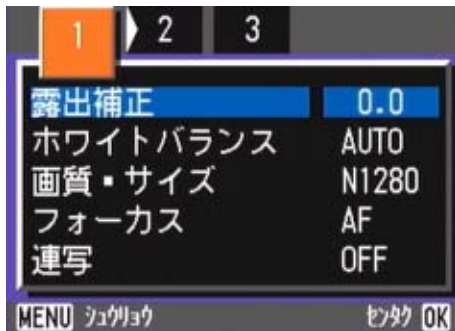 1 2 3
露出補正 0.0
ホワイトバランス AUTO
画質・サイズ N1280
フォーカス AF
連写 OFF
MENU シュウリョウ センタク OK